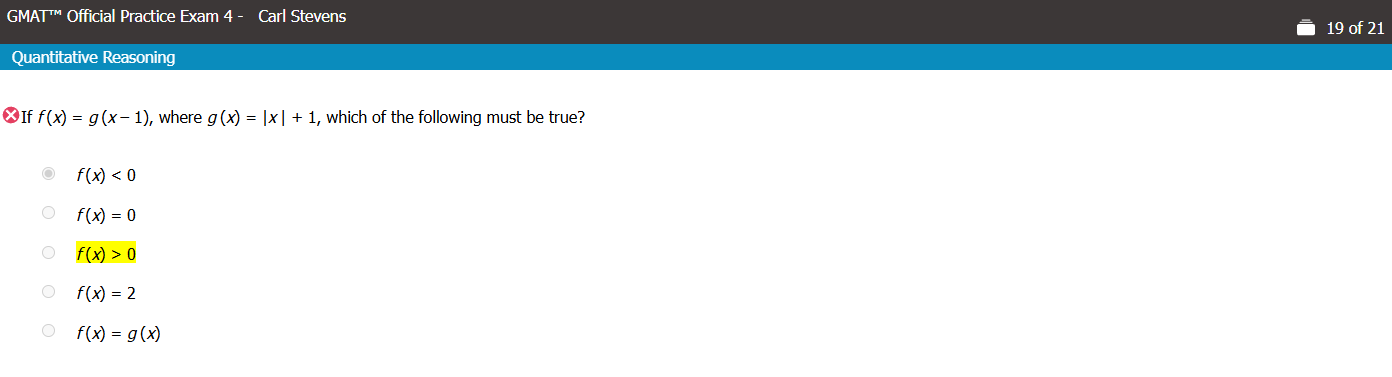 GMAT™ Official Practice Exam 4 - Carl Stevens
19 of 21
Quantitative Reasoning
If f(x) = g(x – 1), where g(x) = |x| + 1, which of the following must be true?
f(x) < 0
f(x) = 0
f(x) > 0
f(x) = 2
f(x) = g(x)